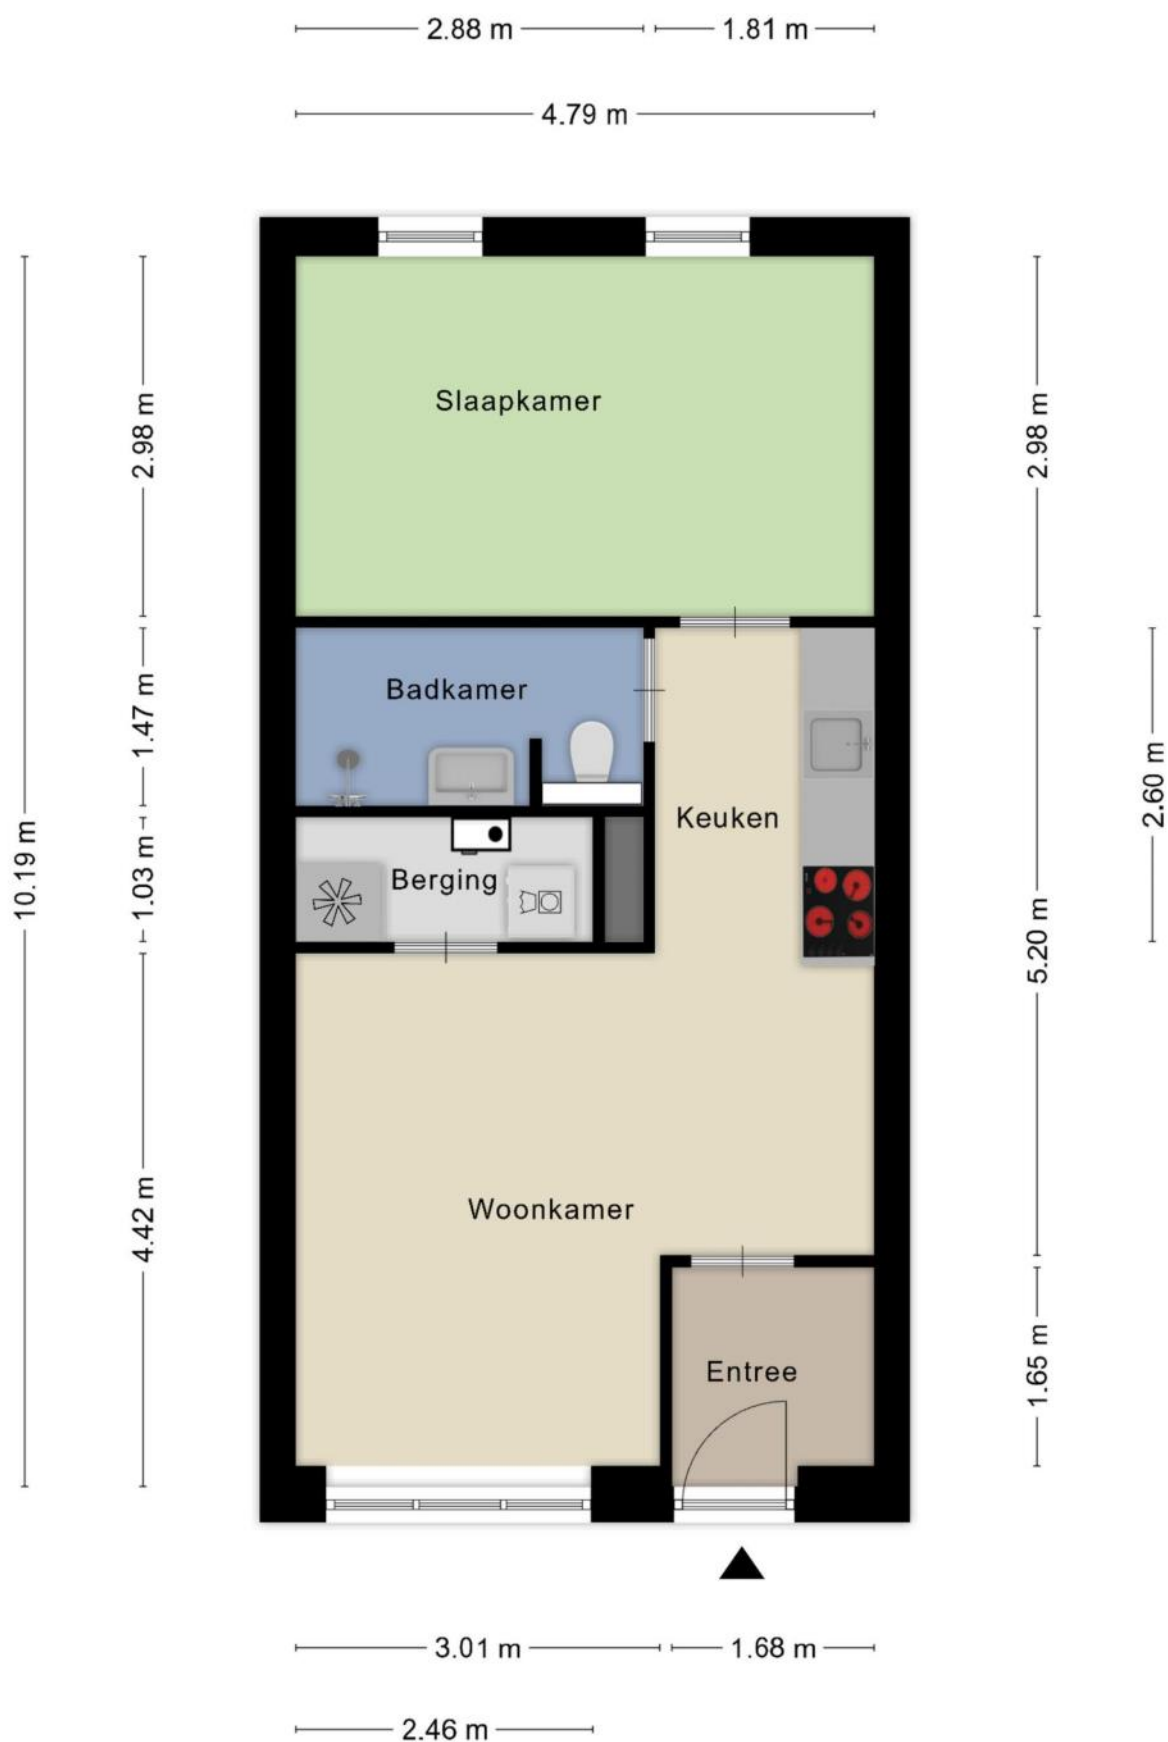 2.88 m
1.81 m
4.79 m
Slaapkamer
2.98 m
2.98 m
Badkamer
1.47 m
2.60 m
Keuken
10.19 m
1.03 m
Berging
5.20 m
4.42 m
Woonkamer
Entree
1.65 m
3.01 m
1.68 m
2.46 m